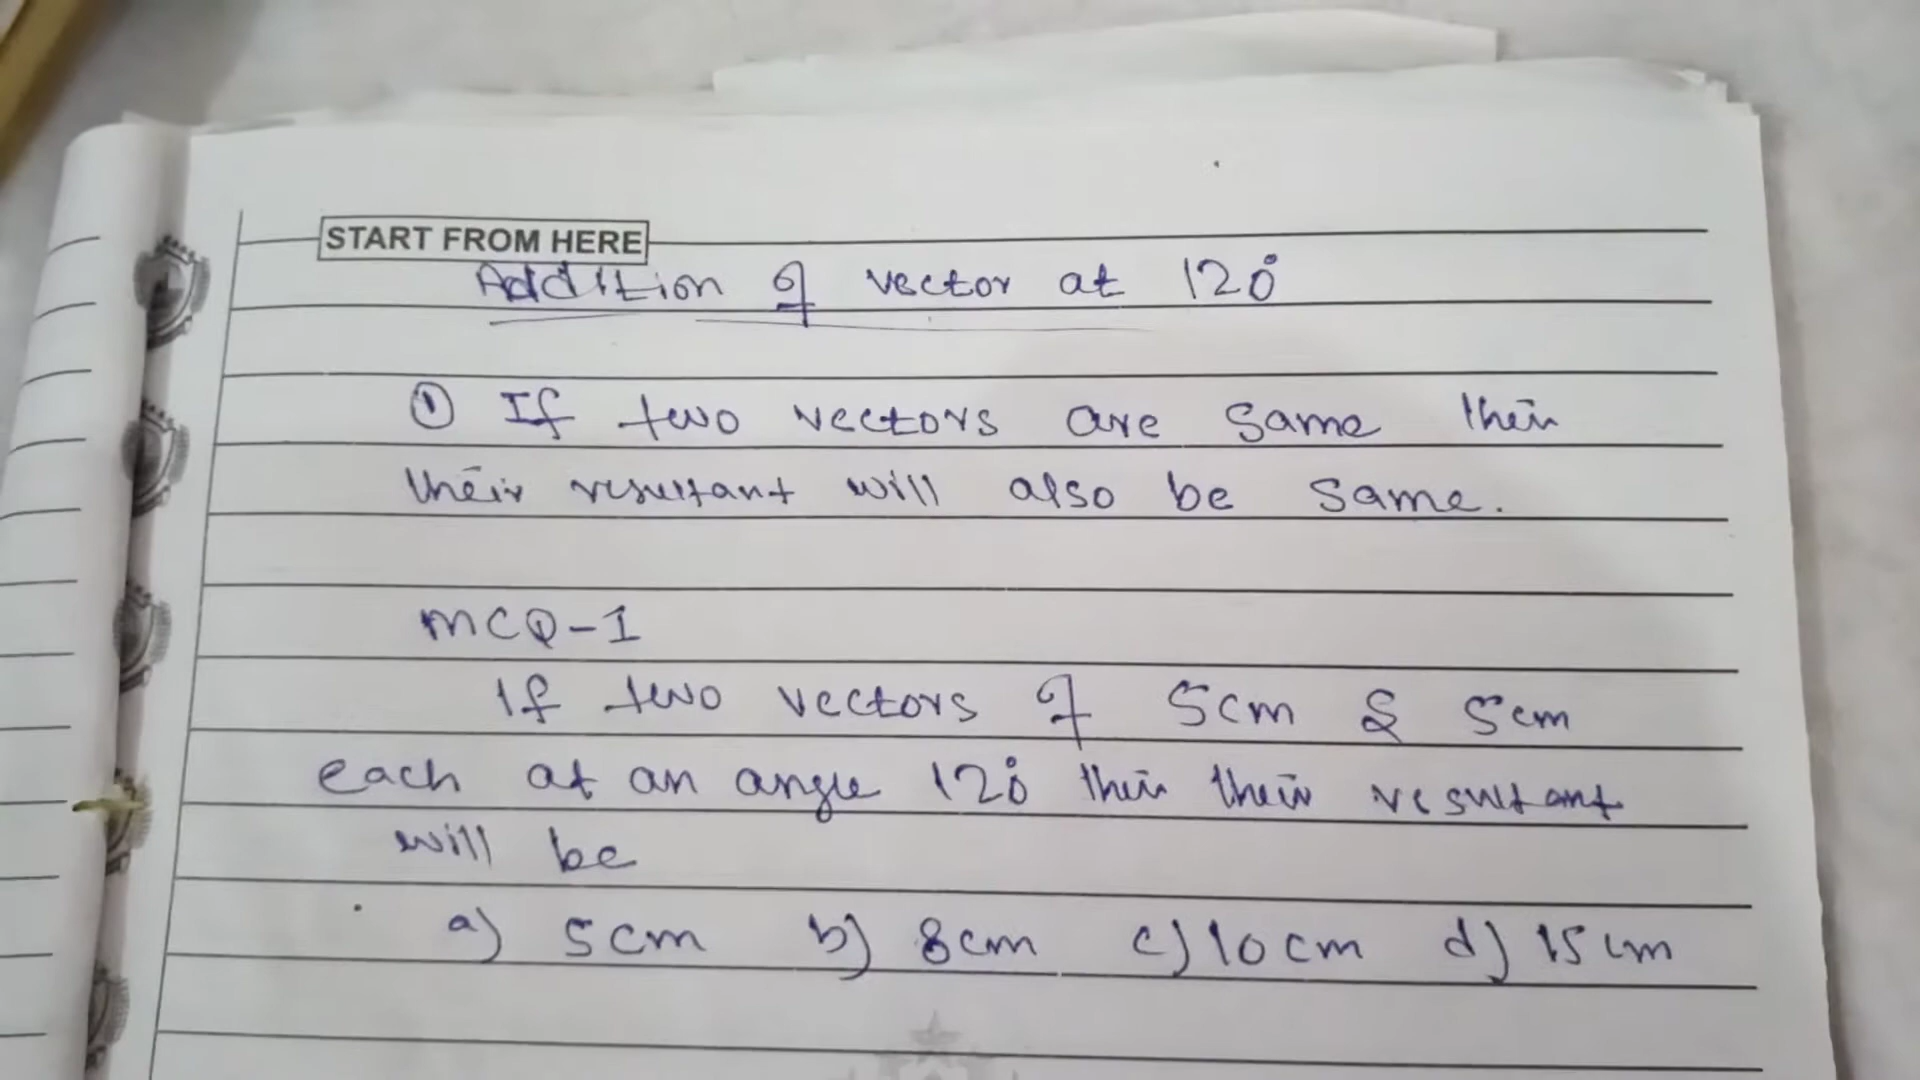 START FROM HERE
Addition of vector at 120°
① If two vectors are same then
their resultant will also be same.
MCQ-1
If two vectors of 5cm & 5cm
each at an angle 120° then their resultant
will be
a) 5cm b) 8cm c) 10cm d) 15cm